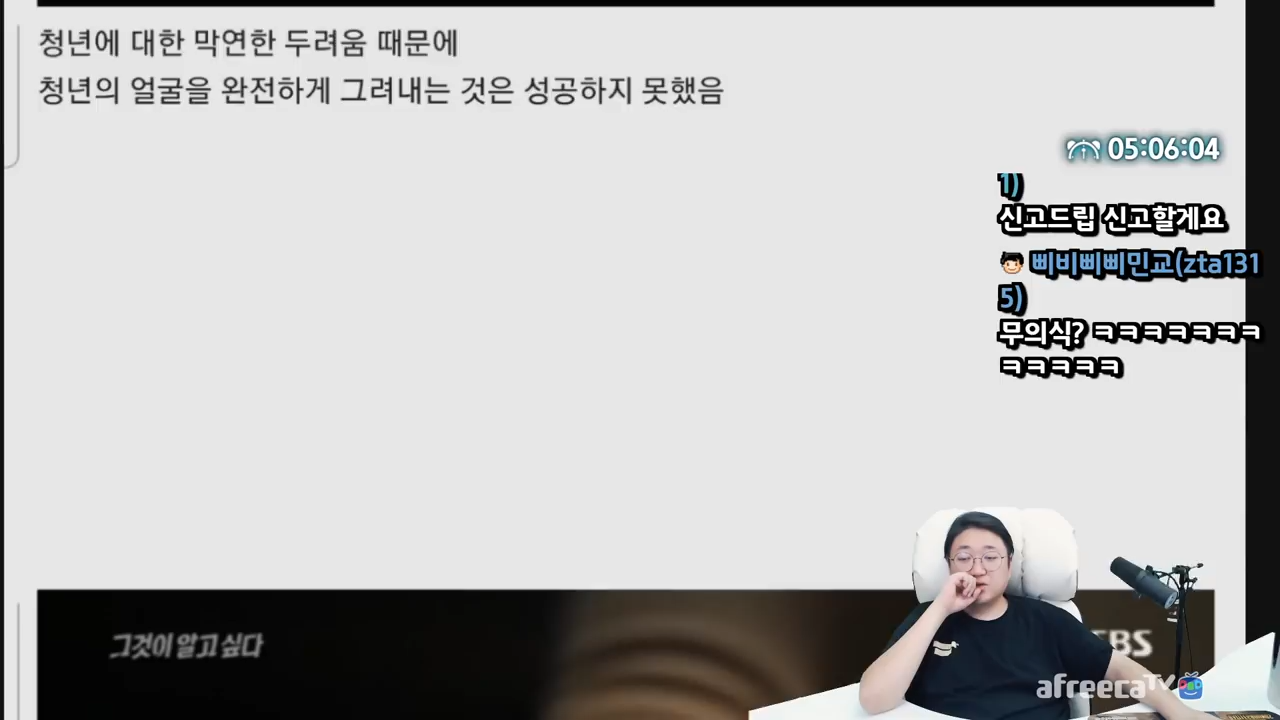 청년에 대한 막연한 두려움 때문에
청년의 얼굴을 완전하게 그려내는 것은 성공하지 못했음
05:06:04
1)
신고드립 신고할게요
삐비삐삐민교(zta131
5)
무의식? ㅋㅋㅋㅋㅋㅋㅋ
ㅋㅋㅋㅋㅋ
그것이 알고 싶다
SBS
afreecaTV